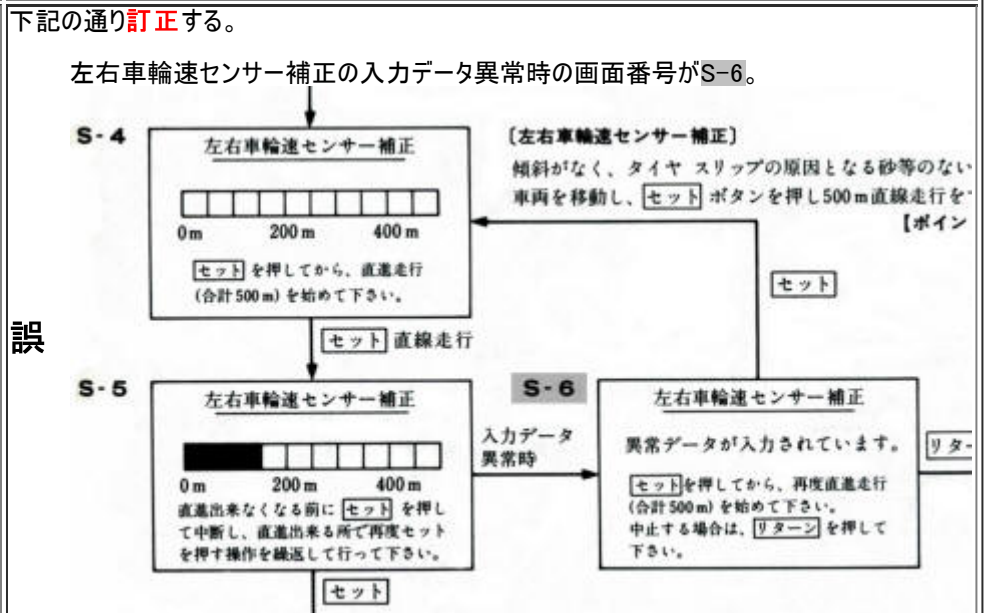 下記の通り訂正する。
左右車輪速センサー補正の入力データ異常時の画面番号がS-6。
S-4
左右車輪速センサー補正
0m 200m 400m
セット を押してから、直進走行
(合計500m)を始めて下さい。
〔左右車輪速センサー補正〕
傾斜がなく、タイヤ スリップの原因となる砂等のない
車両を移動し、セット ボタンを押し500m直線走行を
【ポイン
セット
誤
セット 直線走行
S-5
左右車輪速センサー補正
0m 200m 400m
直進出来なくなる前に セット を押し
て中断し、直進出来る所で再度セット
を押す操作を繰返して行って下さい。
入力データ
異常時
S-6
左右車輪速センサー補正
異常データが入力されています。
セットを押してから、再度直進走行
(合計500m)を始めて下さい。
中止する場合は、リターン を押して
下さい。
リター
セット